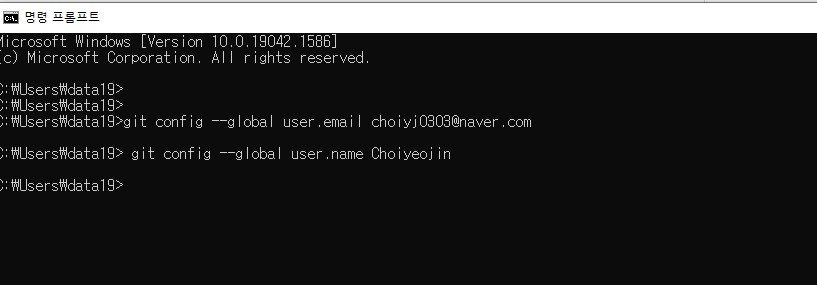 명령 프롬프트
Microsoft Windows [Version 10.0.19042.1586]
(c) Microsoft Corporation. All rights reserved.
C:₩Users₩data19>
C:₩Users₩data19>
C:₩Users₩data19>git config --global user.email choiyj0303@naver.com
C:₩Users₩data19> git config --global user.name Choiyeojin
C:₩Users₩data19>